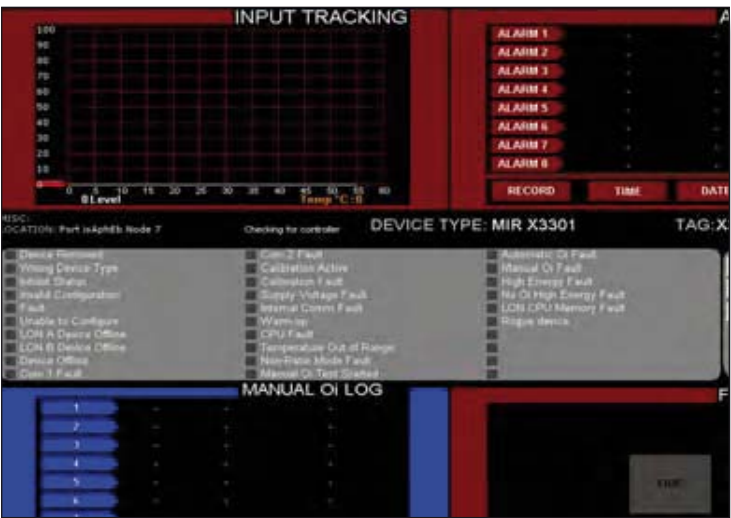 INPUT TRACKING
100
90
80
70
60
50
40
30
20
10
0
0 5 10 15 20 25 30 35 40 45 50 55 60
0 Level
Temp °C : 0
A
ALARM 1
ALARM 2
ALARM 3
ALARM 4
ALARM 5
ALARM 6
ALARM 7
ALARM 8
RECORD TIME DATE
MISC:
LOCATION: Port Node 7
Checking for controller
DEVICE TYPE: MIR X3301
TAG:X
Device Removed
Wrong Device Type
Inhibit Status
Invalid Configuration
Fault
Unable to Configure
LON A Device Offline
LON B Device Offline
Device Offline
Com 1 Fault
Com 2 Fault
Calibration Active
Calibration Fault
Supply Voltage Fault
Internal Comm Fault
Warm-up
CPU Fault
Temperature Out of Range
Non-Ratio Mode Fault
Manual Oi Test Started
Automatic Oi Fault
Manual Oi Fault
High Energy Fault
No Oi High Energy Fault
LON CPU Memory Fault
Rogue device
MANUAL Oi LOG
1
2
3
4
5
6
F